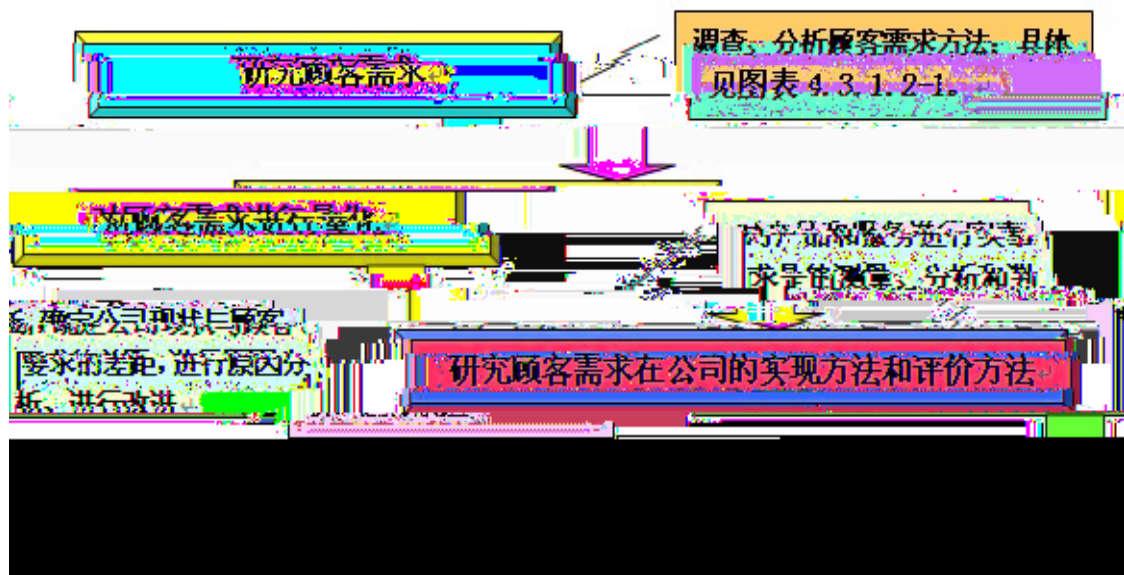 研究顾客需求
调查、分析顾客需求方法，具体
见图表 4.3.1.2-1。
对顾客需求进行量化
对产品和服务进行
求是能测量、分析和判
确定公司现状与顾客
要求的差距，进行原因分
析、进行改进
研究顾客需求在公司的实现方法和评价方法